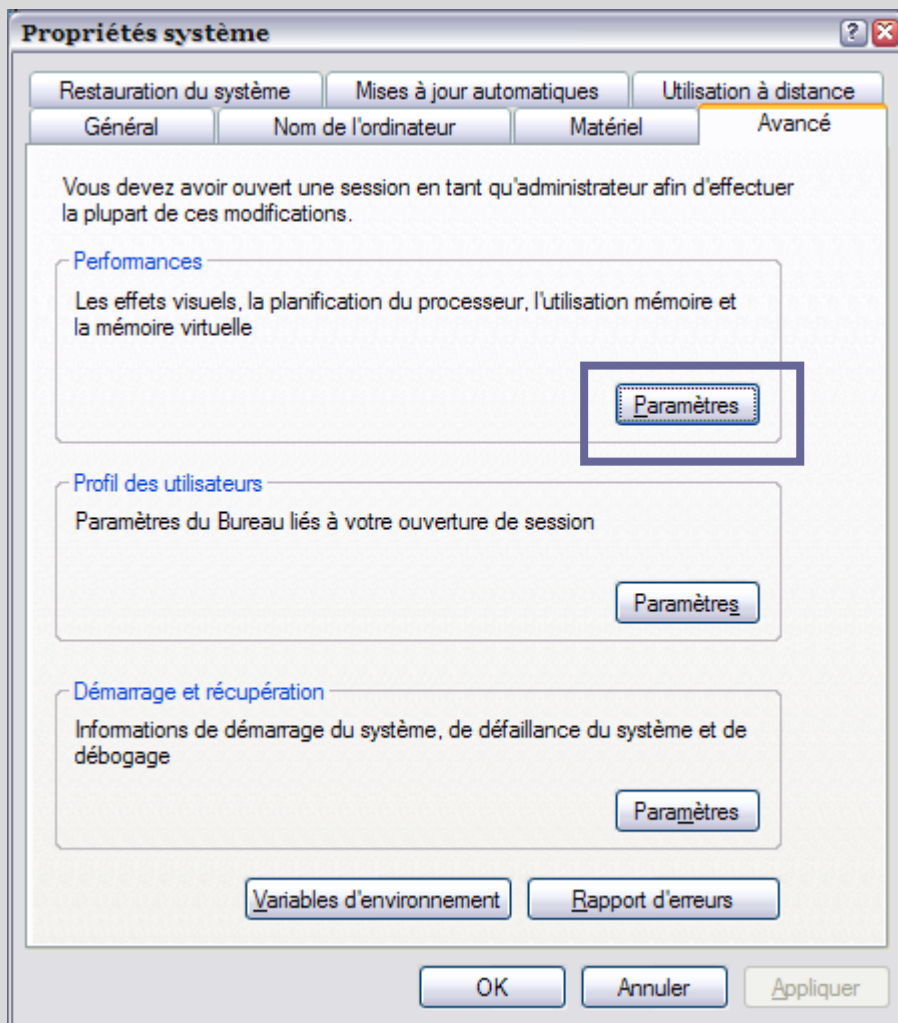 Propriétés système
Restauration du système Mises à jour automatiques Utilisation à distance
Général Nom de l'ordinateur Matériel Avancé
Vous devez avoir ouvert une session en tant qu'administrateur afin d'effectuer
la plupart de ces modifications.
Performances
Les effets visuels, la planification du processeur, l'utilisation mémoire et
la mémoire virtuelle
Paramètres
Profil des utilisateurs
Paramètres du Bureau liés à votre ouverture de session
Paramètres
Démarrage et récupération
Informations de démarrage du système, de défaillance du système et de
débogage
Paramètres
Variables d'environnement Rapport d'erreurs
OK Annuler Appliquer